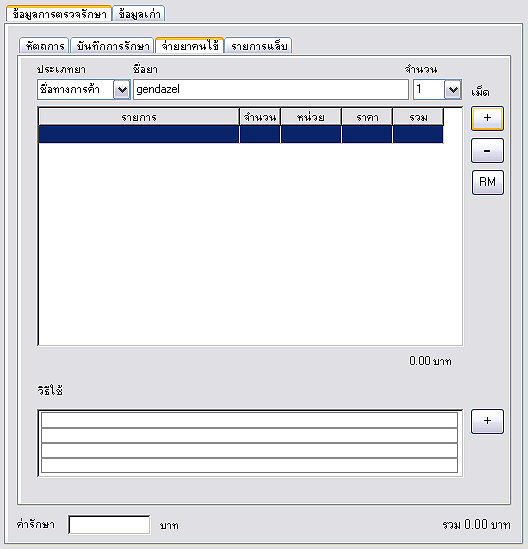 ข้อมูลการตรวจรักษา ข้อมูลเก่า
หัตถการ บันทึกการรักษา จ่ายยาคนไข้ รายการแล็บ
ประเภทยา ชื่อยา จำนวน
ชื่อทางการค้า gendazel 1 เม็ด
รายการ จำนวน หน่วย ราคา รวม +
-
RM
0.00 บาท
วิธีใช้
+
ค่ารักษา บาท รวม 0.00 บาท